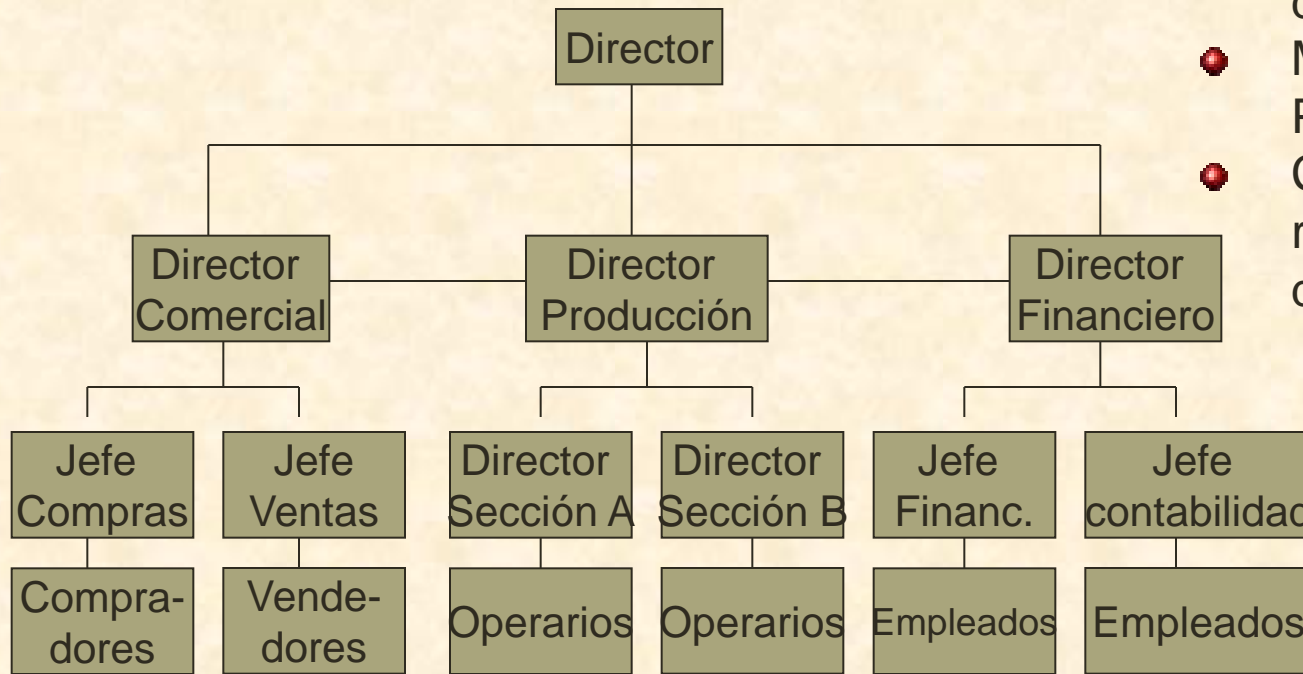 Director
Director
Comercial
Director
Producción
Director
Financiero
Jefe
Compras
Jefe
Ventas
Director
Sección A
Director
Sección B
Jefe
Financ.
Jefe
contabilidad
Compra-
dores
Vende-
dores
Operarios
Operarios
Empleados
Empleados